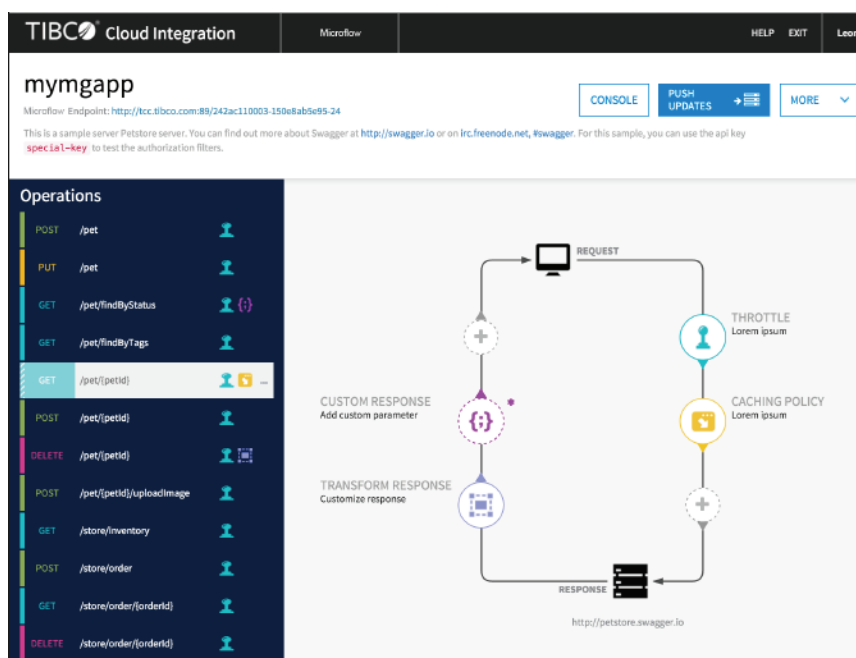 TIBCO Cloud Integration
Microflow
HELP EXIT Leon
mymgapp
Microflow Endpoint: http://tcc.tibco.com:89/242ac110003-150e8ab5e95-24
This is a sample server Petstore server. You can find out more about Swagger at http://swagger.io or on irc.freenode.net, #swagger. For this sample, you can use the api key
special-key to test the authorization filters.
CONSOLE
PUSH
UPDATES
MORE
Operations
POST /pet
PUT /pet
GET /pet/findByStatus
GET /pet/findByTags
GET /pet/{petId}
POST /pet/{petId}
DELETE /pet/{petId}
POST /pet/{petId}/uploadImage
GET /store/inventory
POST /store/order
GET /store/order/{orderId}
DELETE /store/order/{orderId}
REQUEST
THROTTLE
Lorem ipsum
CACHING POLICY
Lorem ipsum
CUSTOM RESPONSE
Add custom parameter
TRANSFORM RESPONSE
Customize response
RESPONSE
http://petstore.swagger.io